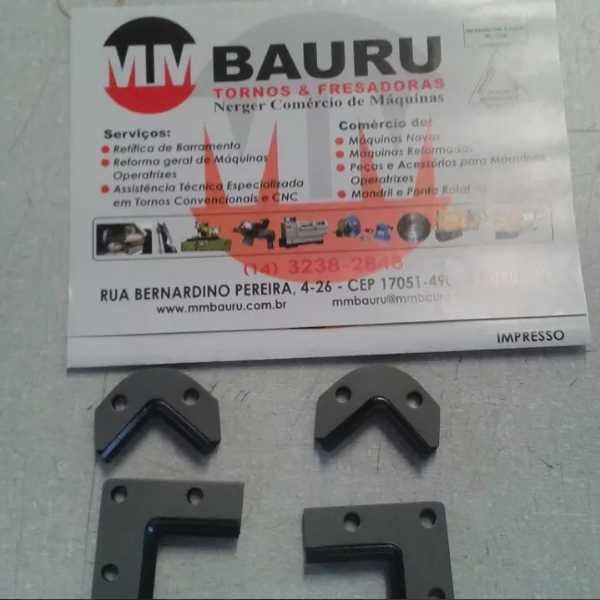 MM BAURU
TORNOS & FRESADORAS
Nerger Comércio de Máquinas
Serviços:
Retífica de Barramento
Reforma geral de Máquinas
Operatrizes
Assistência Técnica Especializada
em Tornos Convencionais e CNC
Comércio de:
Máquinas Novas
Máquinas Reformadas
Peças e Acessórios para Máquinas
Operatrizes
Mandril e Ponto Rotativo
(14) 3238-2848
RUA BERNARDINO PEREIRA, 4-26 - CEP 17051-490
www.mmbauru.com.br
mmbauru@mmbauru
IMPRESSO